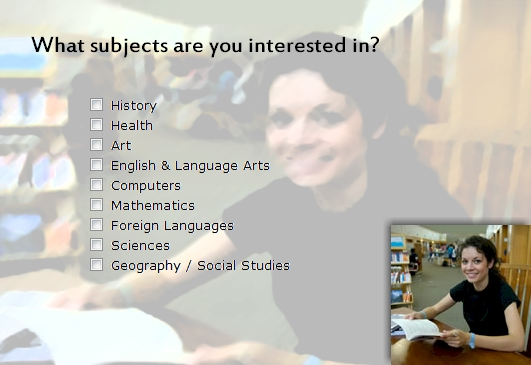 What subjects are you interested in?
History
Health
Art
English & Language Arts
Computers
Mathematics
Foreign Languages
Sciences
Geography / Social Studies